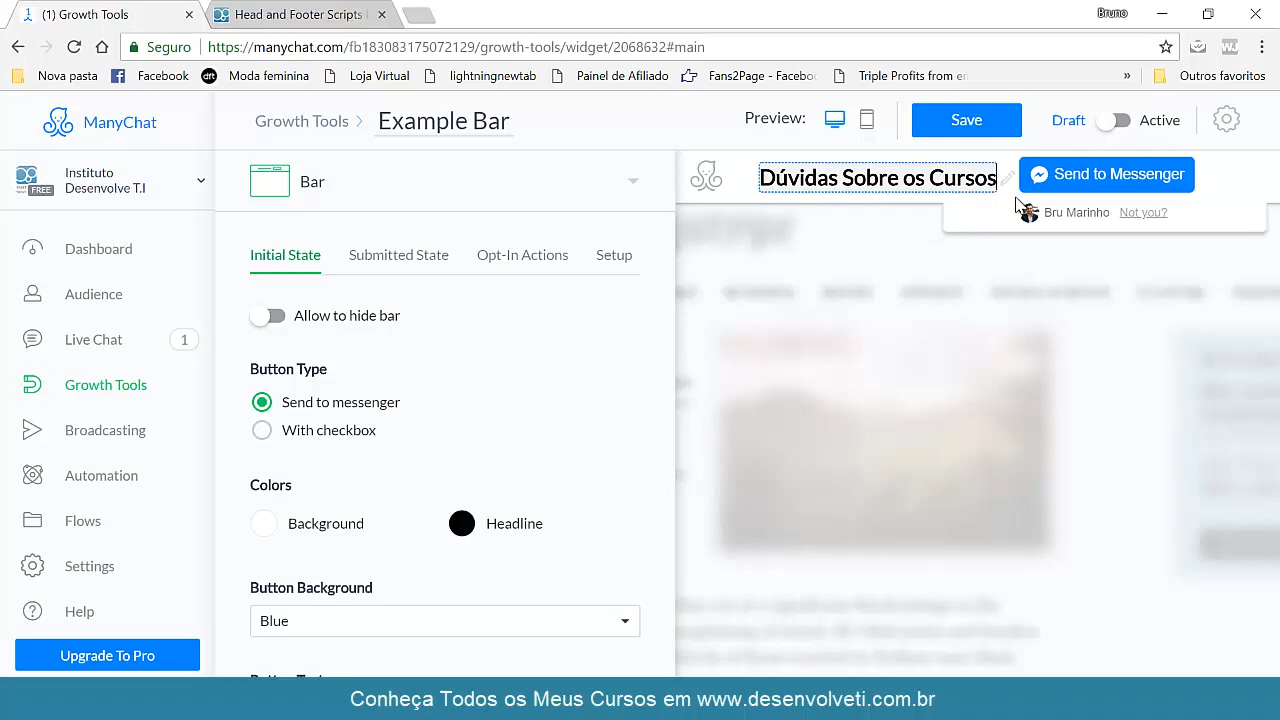 (1) Growth Tools
Head and Footer Scripts I
Bruno
Seguro
https://manychat.com/fb183083175072129/growth-tools/widget/2068632#main
Nova pasta
Facebook
dft
Moda feminina
Loja Virtual
lightningnewtab
Painel de Afiliado
Fans2Page - Facebo
Triple Profits from
»
Outros favoritos
ManyChat
Growth Tools
Example Bar
Preview:
Save
Draft
Active
Instituto
Desenvolve T.I
FREE
Bar
Dúvidas Sobre os Cursos
Send to Messenger
Bru Marinho
Not you?
Dashboard
Audience
Live Chat
1
Growth Tools
Broadcasting
Automation
Flows
Settings
Help
Upgrade To Pro
Initial State
Submitted State
Opt-In Actions
Setup
Allow to hide bar
Button Type
Send to messenger
With checkbox
Colors
Background
Headline
Button Background
Blue
Conheça Todos os Meus Cursos em www.desenvolveti.com.br